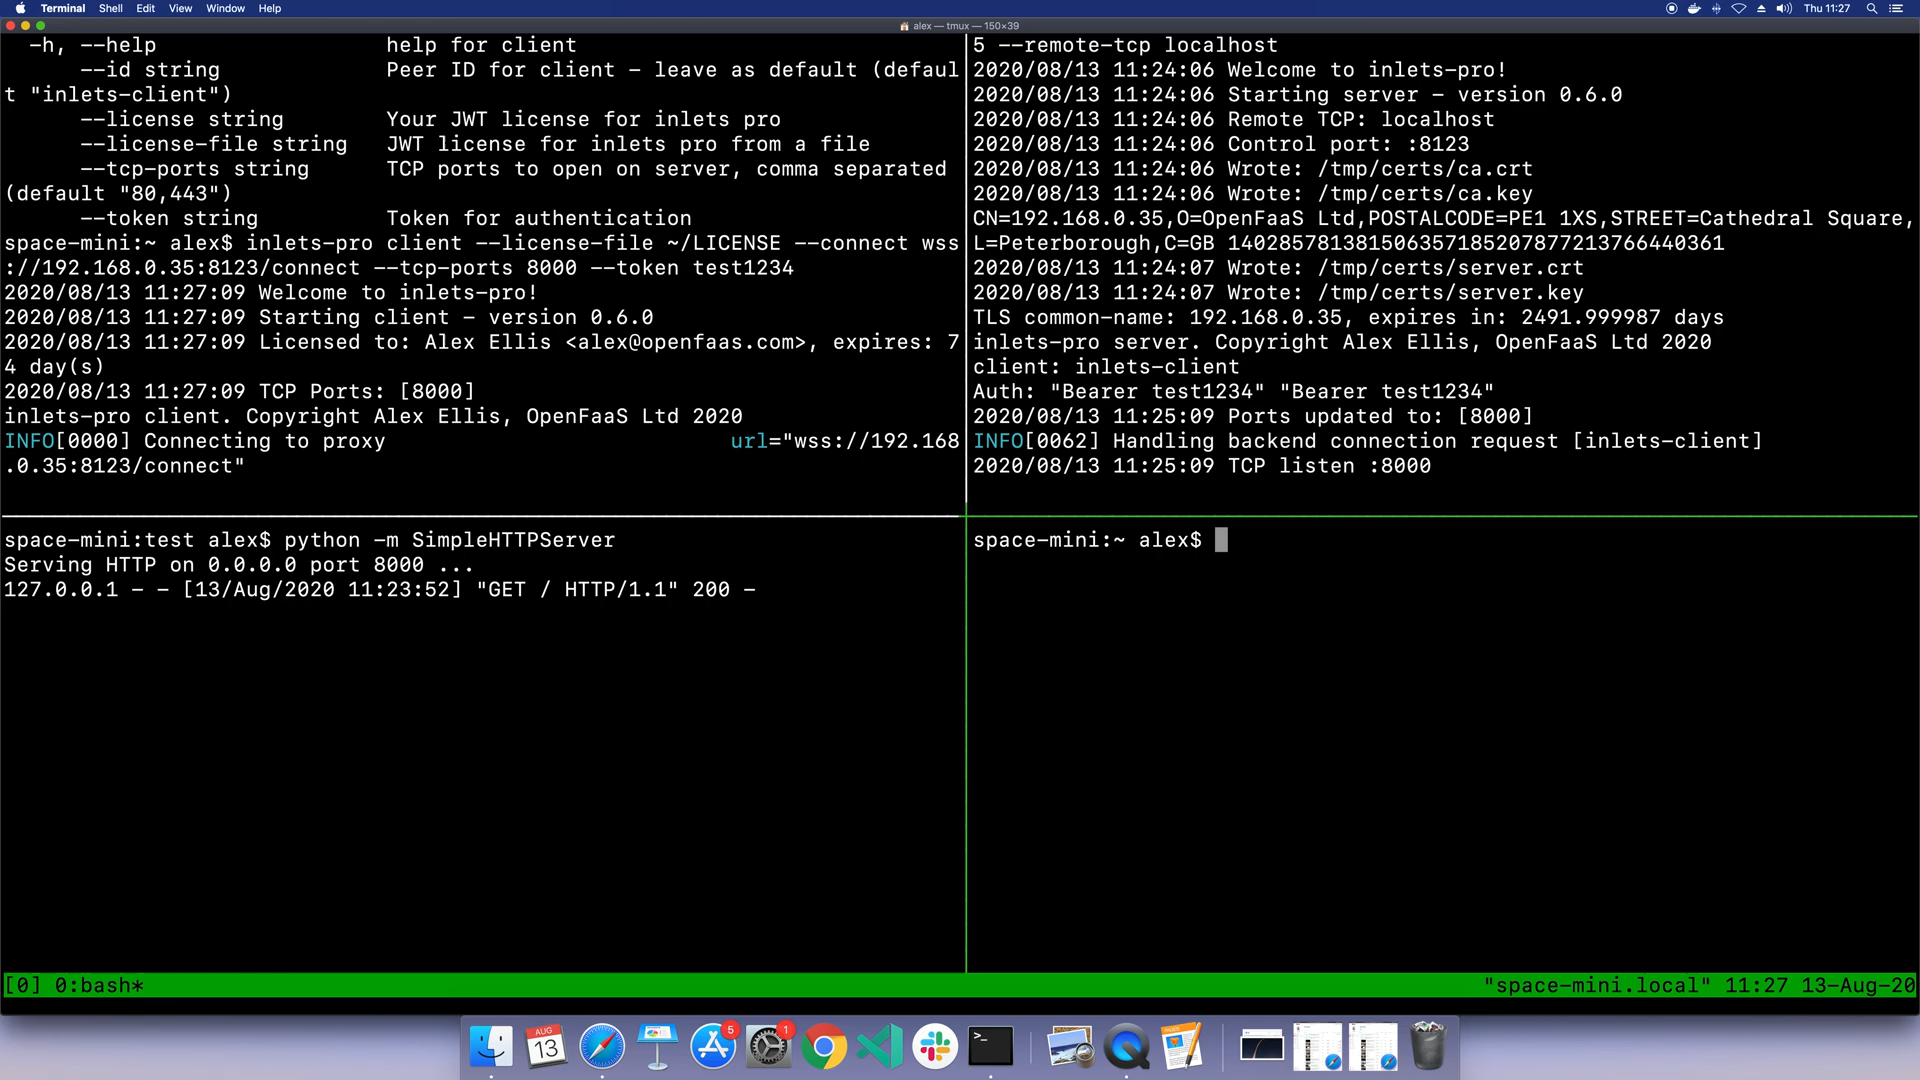 Terminal Shell Edit View Window Help
Thu 11:27
alex — tmux — 150×39
-h, --help help for client
--id string Peer ID for client - leave as default (defaul
t "inlets-client")
--license string Your JWT license for inlets pro
--license-file string JWT license for inlets pro from a file
--tcp-ports string TCP ports to open on server, comma separated
(default "80,443")
--token string Token for authentication
space-mini:~ alex$ inlets-pro client --license-file ~/LICENSE --connect wss
://192.168.0.35:8123/connect --tcp-ports 8000 --token test1234
2020/08/13 11:27:09 Welcome to inlets-pro!
2020/08/13 11:27:09 Starting client - version 0.6.0
2020/08/13 11:27:09 Licensed to: Alex Ellis <alex@openfaas.com>, expires: 7
4 day(s)
2020/08/13 11:27:09 TCP Ports: [8000]
inlets-pro client. Copyright Alex Ellis, OpenFaaS Ltd 2020
INFO[0000] Connecting to proxy url="wss://192.168
.0.35:8123/connect"
5 --remote-tcp localhost
2020/08/13 11:24:06 Welcome to inlets-pro!
2020/08/13 11:24:06 Starting server - version 0.6.0
2020/08/13 11:24:06 Remote TCP: localhost
2020/08/13 11:24:06 Control port: :8123
2020/08/13 11:24:06 Wrote: /tmp/certs/ca.crt
2020/08/13 11:24:06 Wrote: /tmp/certs/ca.key
CN=192.168.0.35,O=OpenFaaS Ltd,POSTALCODE=PE1 1XS,STREET=Cathedral Square,
L=Peterborough,C=GB 140285781381506357185207877213766440361
2020/08/13 11:24:07 Wrote: /tmp/certs/server.crt
2020/08/13 11:24:07 Wrote: /tmp/certs/server.key
TLS common-name: 192.168.0.35, expires in: 2491.999987 days
inlets-pro server. Copyright Alex Ellis, OpenFaaS Ltd 2020
client: inlets-client
Auth: "Bearer test1234" "Bearer test1234"
2020/08/13 11:25:09 Ports updated to: [8000]
INFO[0062] Handling backend connection request [inlets-client]
2020/08/13 11:25:09 TCP listen :8000
space-mini:test alex$ python -m SimpleHTTPServer
Serving HTTP on 0.0.0.0 port 8000 ...
127.0.0.1 - - [13/Aug/2020 11:23:52] "GET / HTTP/1.1" 200 -
space-mini:~ alex$
[0] 0:bash*
"space-mini.local" 11:27 13-Aug-20
AUG
13
5
1
>_